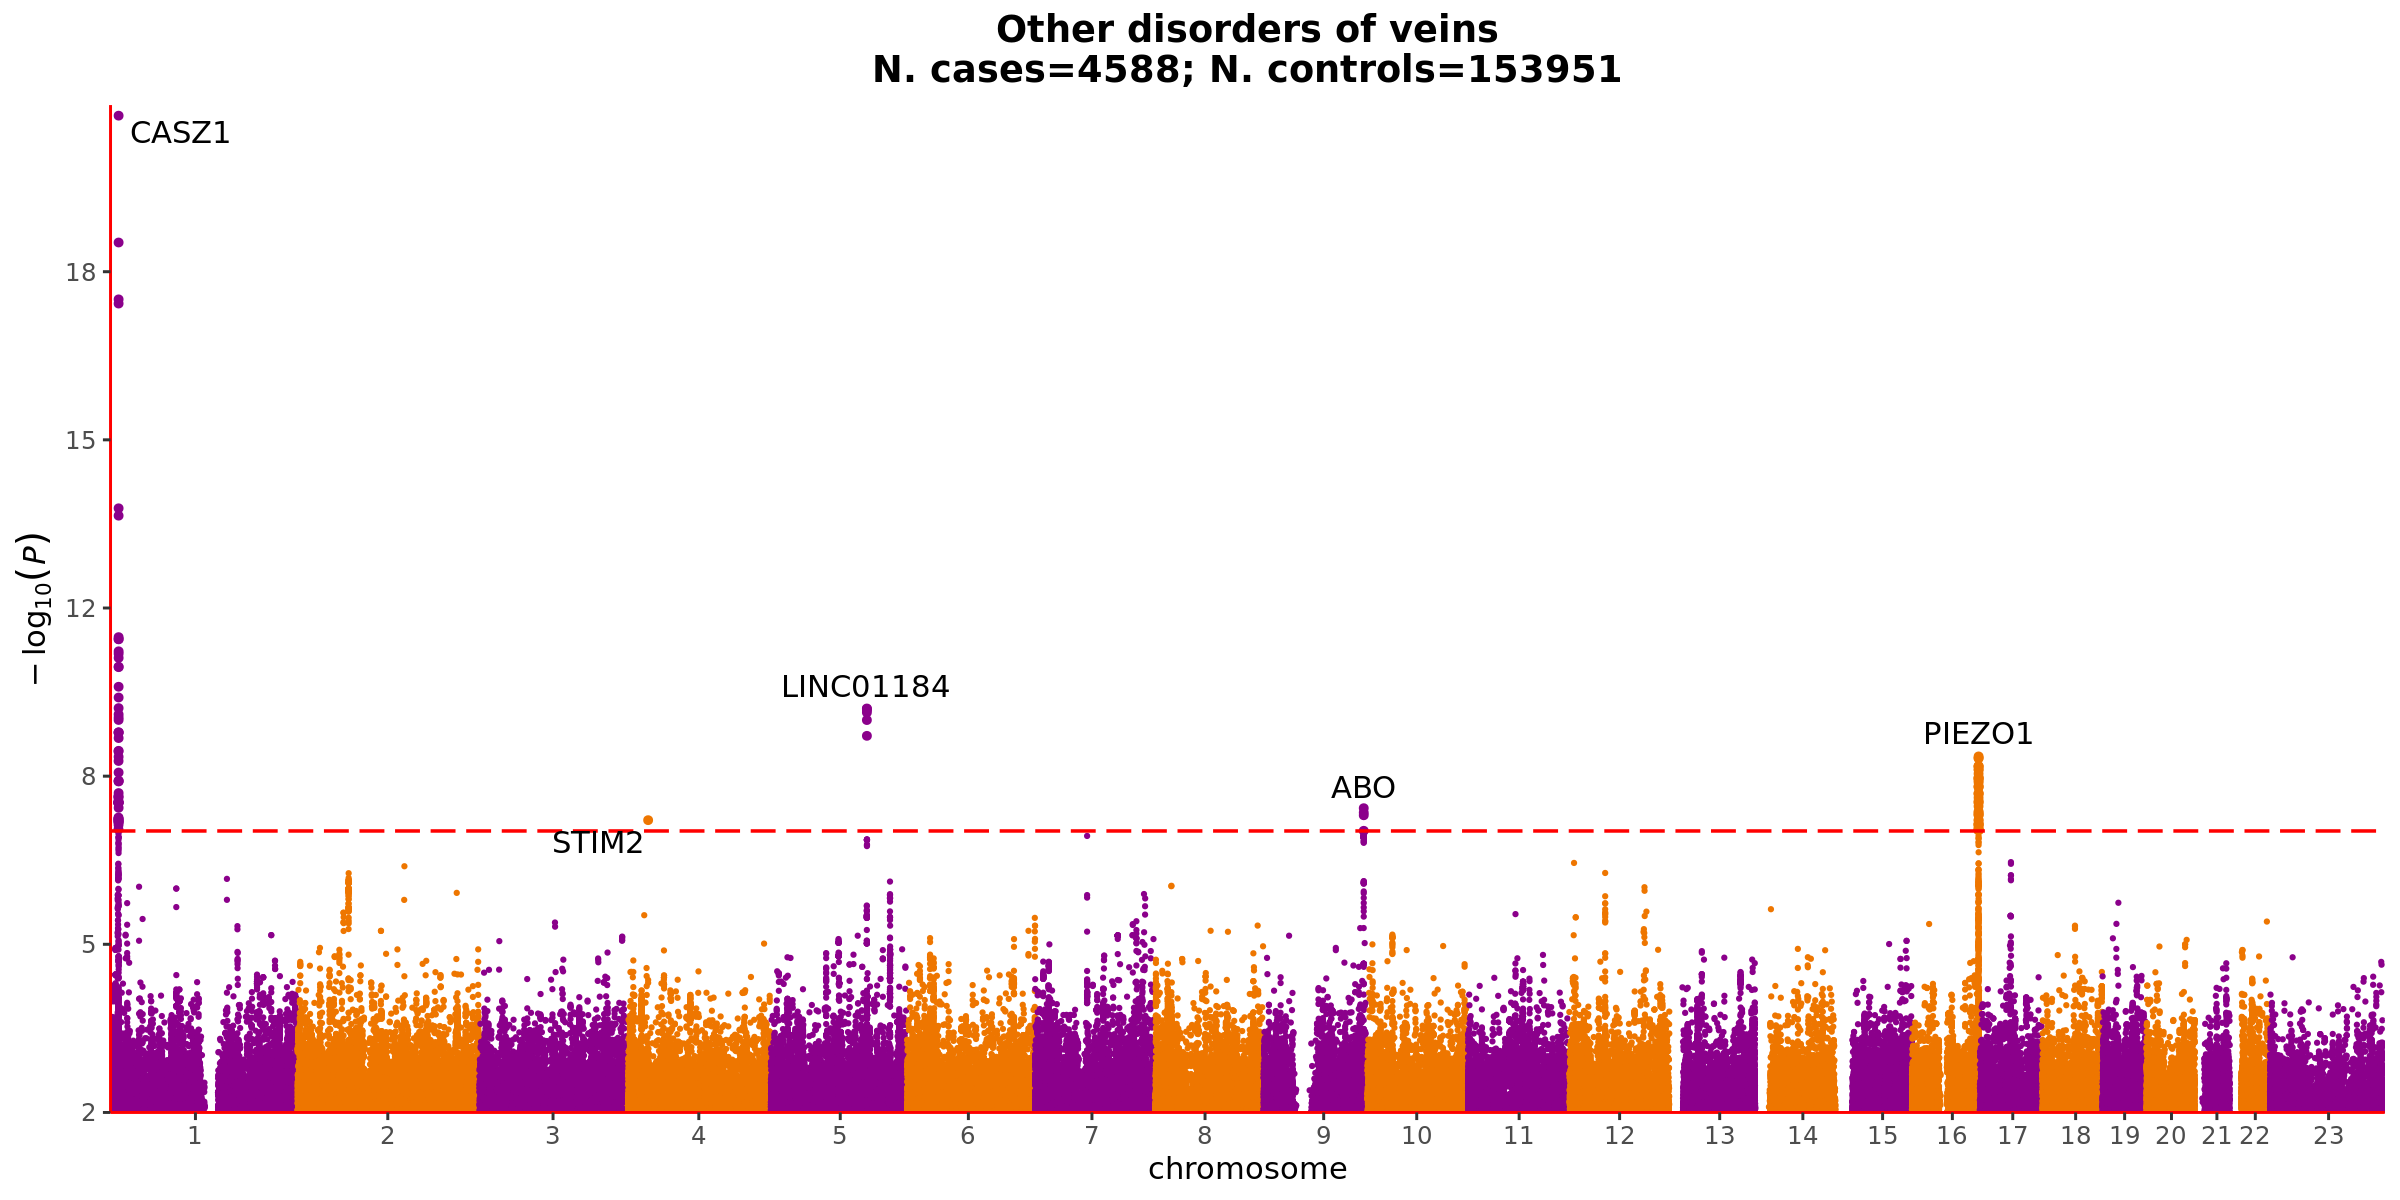 Other disorders of veins
N. cases=4588; N. controls=153951
CASZ1
18
15
12
LINC01184
PIEZO1
8
ABO
STIM2
5
2
−log10(P)
1 2 3 4 5 6 7 8 9 10 11 12 13 14 15 16 17 18 19 20 21 22 23
chromosome